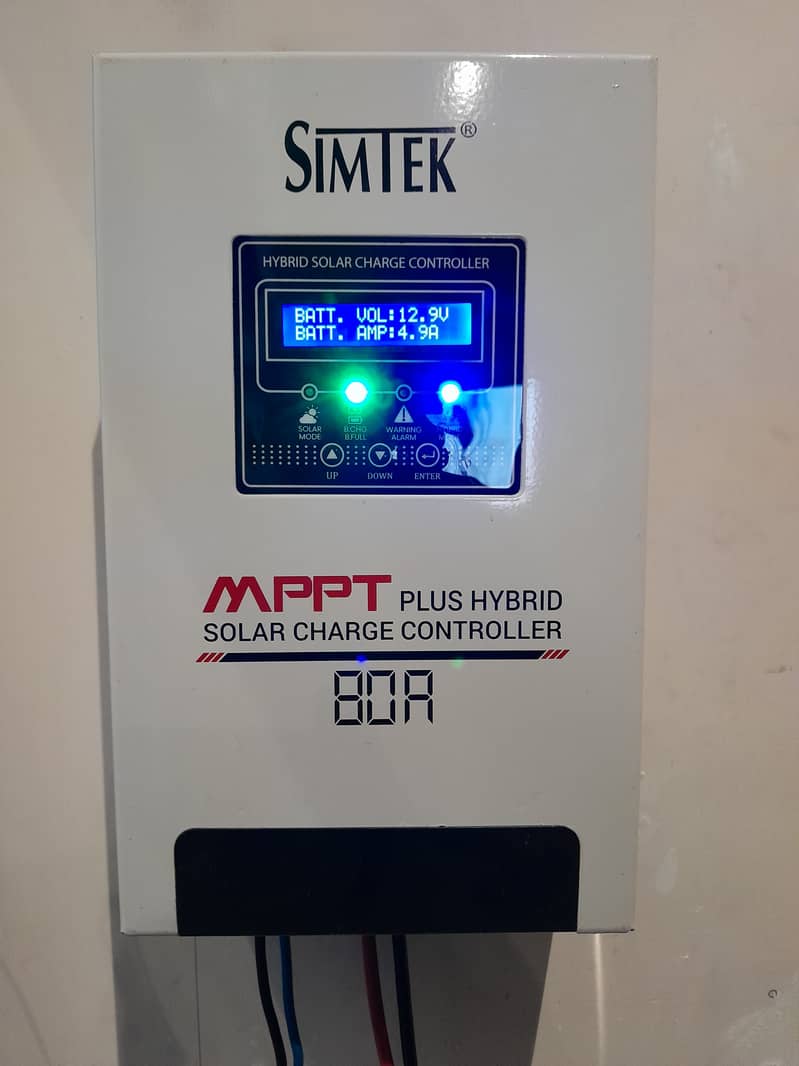 SIMTEK®
HYBRID SOLAR CHARGE CONTROLLER
BATT. VOL:12.9V
BATT. AMP:4.9A
SOLAR MODE
B.CHG B.FULL
WARNING ALARM
UP
DOWN
ENTER
MPPT PLUS HYBRID
SOLAR CHARGE CONTROLLER
80A